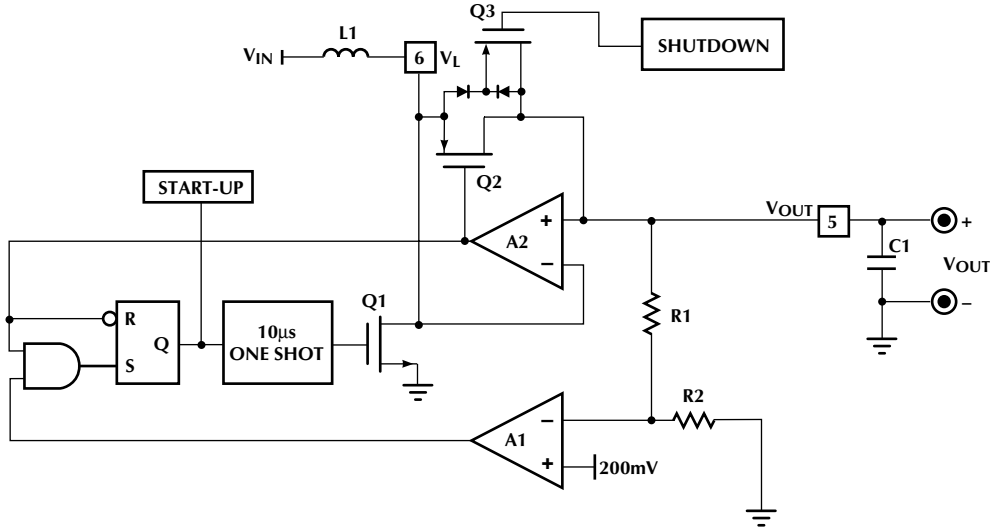 Q3
L1
VIN
6
VL
SHUTDOWN
Q2
START-UP
A2
+
−
VOUT
5
+
C1
VOUT
−
Q1
R1
R
Q
S
10µs
ONE SHOT
R2
A1
−
+
200mV